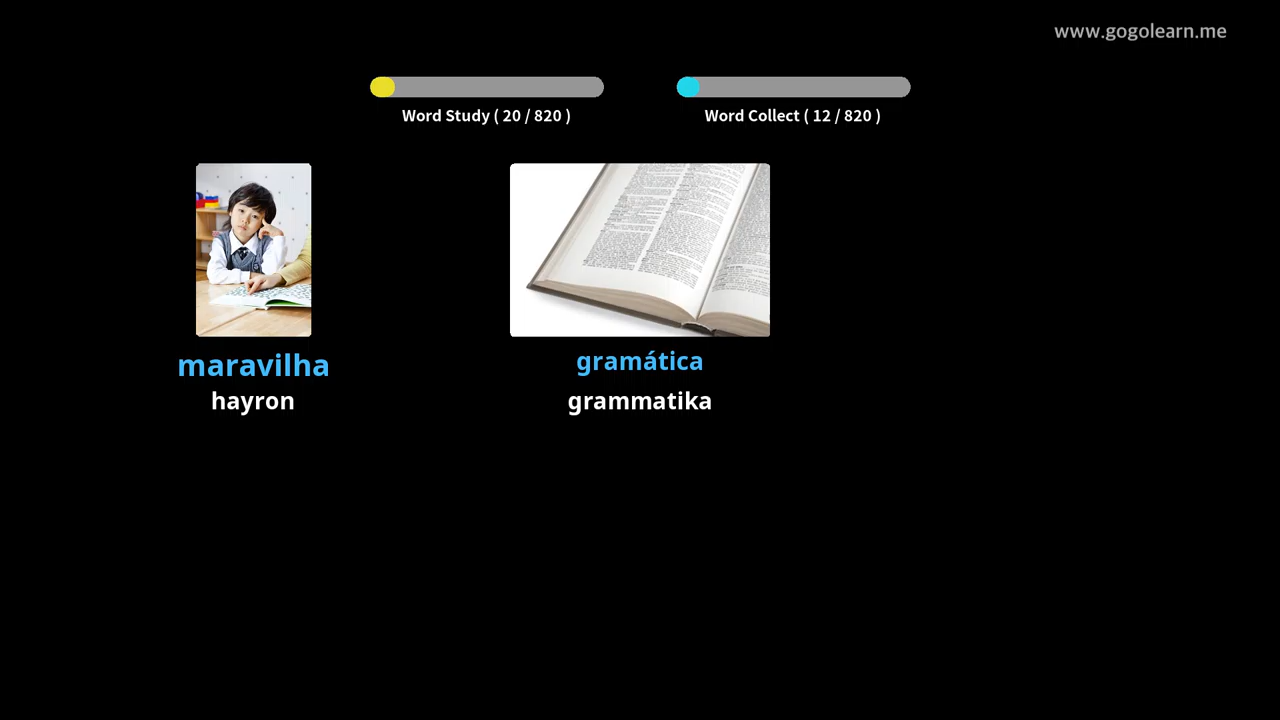 www.gogolearn.me
Word Study ( 20 / 820 )
Word Collect ( 12 / 820 )
maravilha
hayron
gramática
grammatika